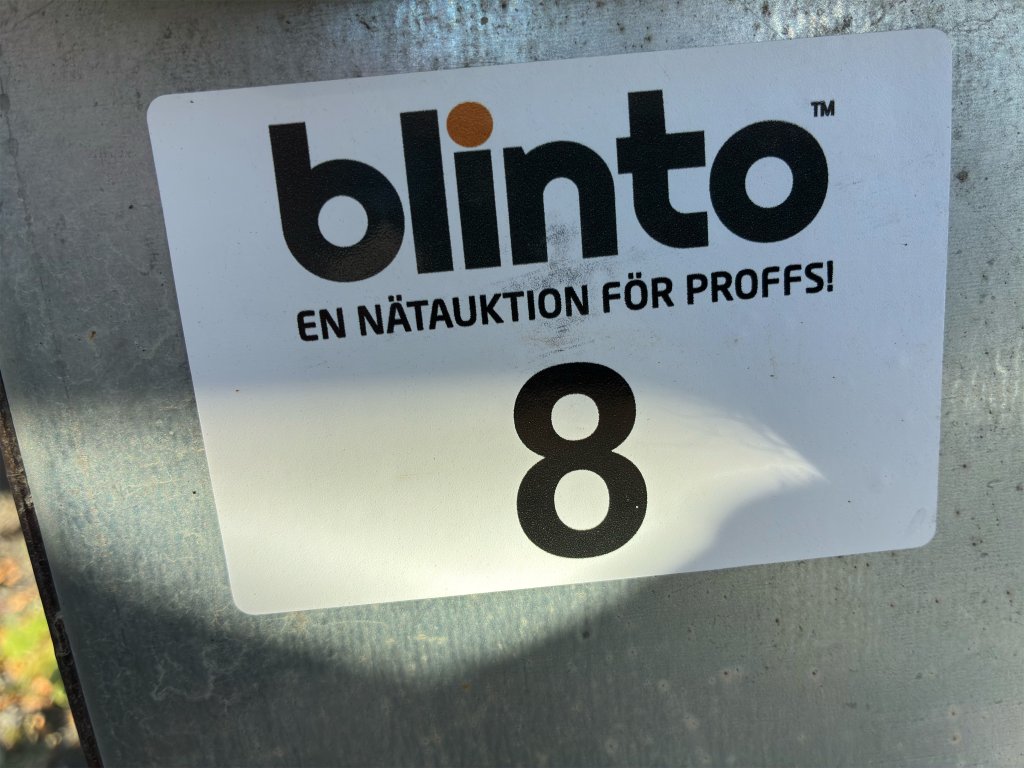 blinto™
EN NÄTAUKTION FÖR PROFFS!
8